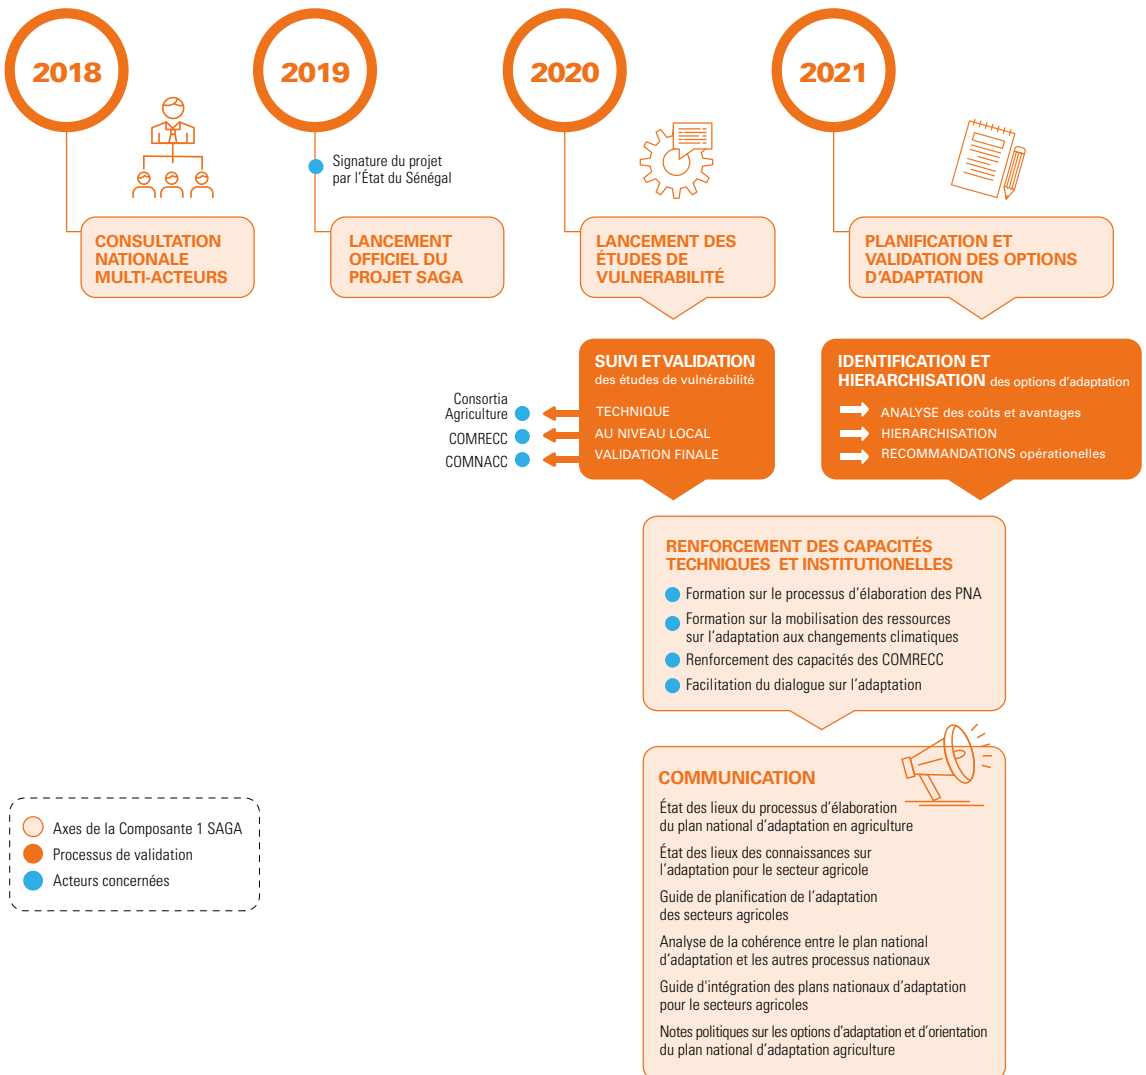 2018
2019
2020
2021
Signature du projet
par l'État du Sénégal
CONSULTATION
NATIONALE
MULTI-ACTEURS
LANCEMENT
OFFICIEL DU
PROJET SAGA
LANCEMENT DES
ÉTUDES DE
VULNERABILITÉ
PLANIFICATION ET
VALIDATION DES OPTIONS
D'ADAPTATION
SUIVI ET VALIDATION
des études de vulnérabilité
TECHNIQUE
AU NIVEAU LOCAL
VALIDATION FINALE
Consortia
Agriculture
COMRECC
COMNACC
IDENTIFICATION ET
HIERARCHISATION des options d'adaptation
ANALYSE des coûts et avantages
HIERARCHISATION
RECOMMANDATIONS opérationelles
RENFORCEMENT DES CAPACITÉS
TECHNIQUES ET INSTITUTIONELLES
Formation sur le processus d'élaboration des PNA
Formation sur la mobilisation des ressources
sur l'adaptation aux changements climatiques
Renforcement des capacités des COMRECC
Facilitation du dialogue sur l'adaptation
COMMUNICATION
État des lieux du processus d'élaboration
du plan national d'adaptation en agriculture
État des lieux des connaissances sur
l'adaptation pour le secteur agricole
Guide de planification de l'adaptation
des secteurs agricoles
Analyse de la cohérence entre le plan national
d'adaptation et les autres processus nationaux
Guide d'intégration des plans nationaux d'adaptation
pour le secteurs agricoles
Notes politiques sur les options d'adaptation et d'orientation
du plan national d'adaptation agriculture
Axes de la Composante 1 SAGA
Processus de validation
Acteurs concernées